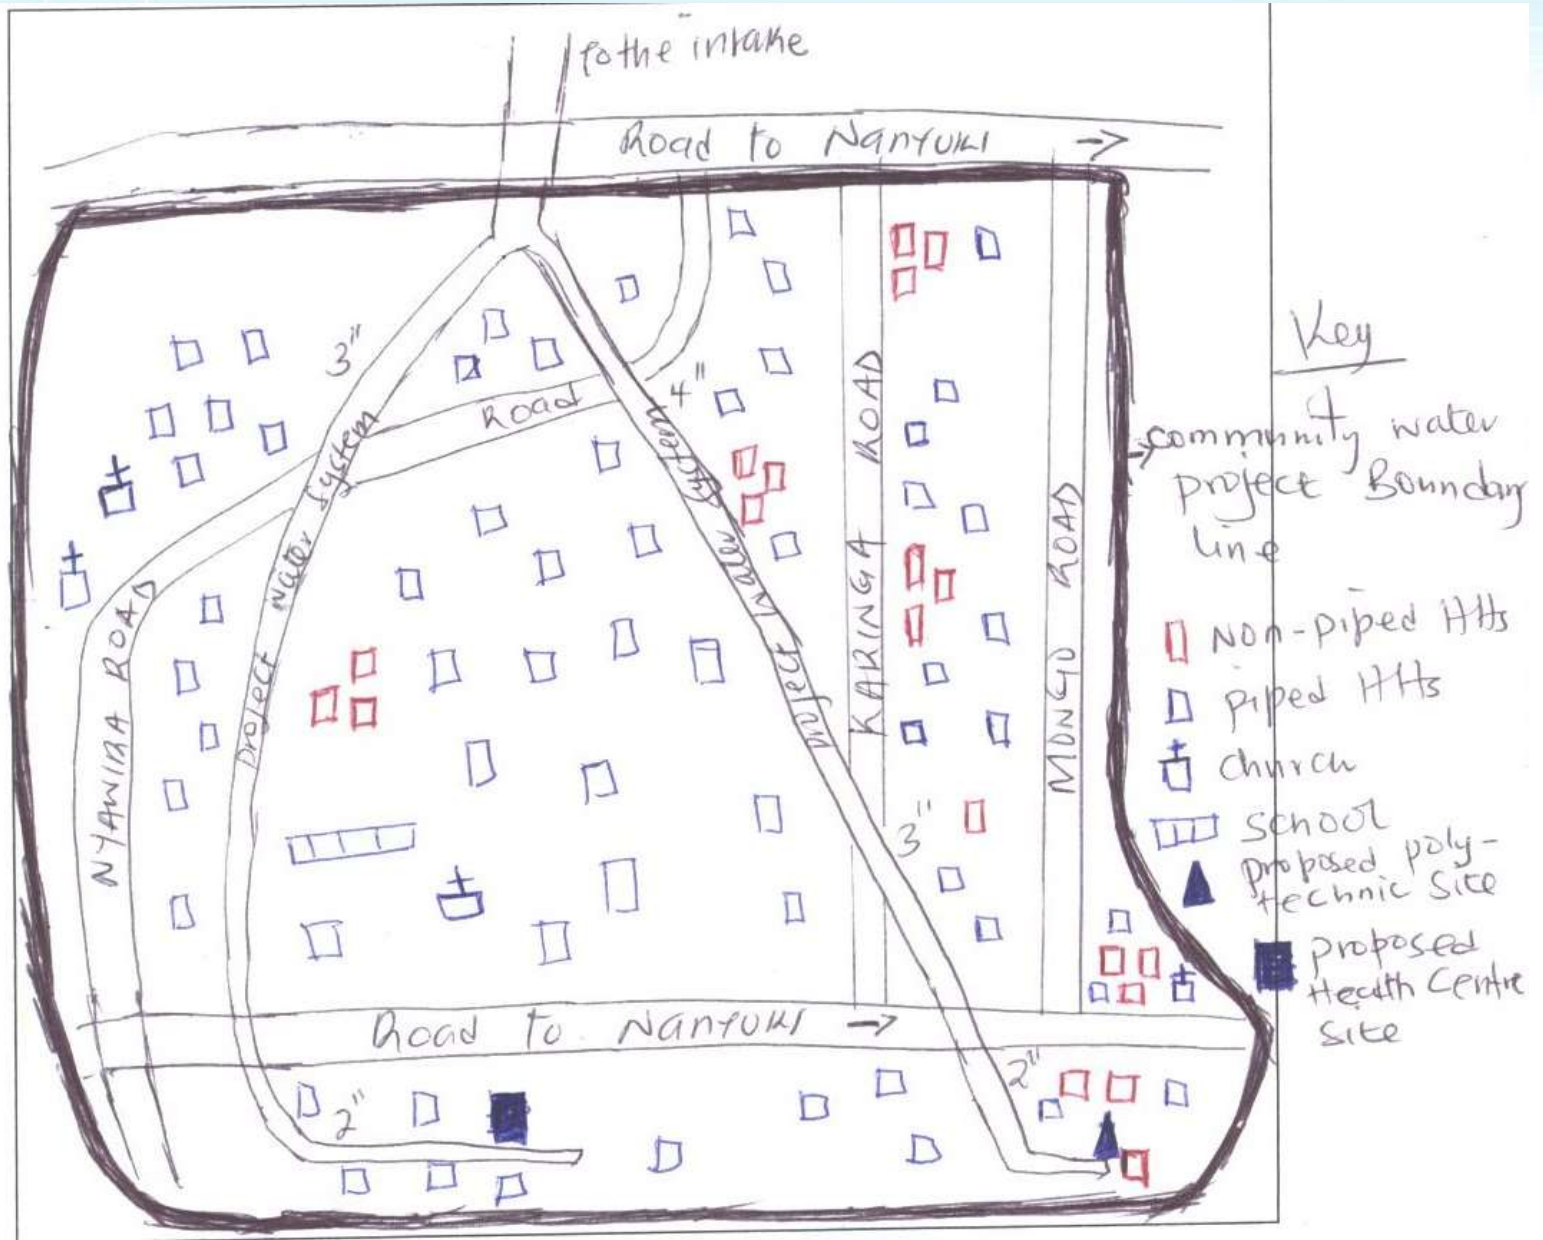 to the intake
Road to NANYUKI →
3"
4"
Road
Project water system
Project water system
KARINGA ROAD
MONGO ROAD
NYAWIRA ROAD
3"
Road to NANYUKI →
2"
2"
Key
community water
project Boundary
line
NON-piped HHs
piped HHs
church
school
proposed poly-
technic site
proposed
Health Centre
site